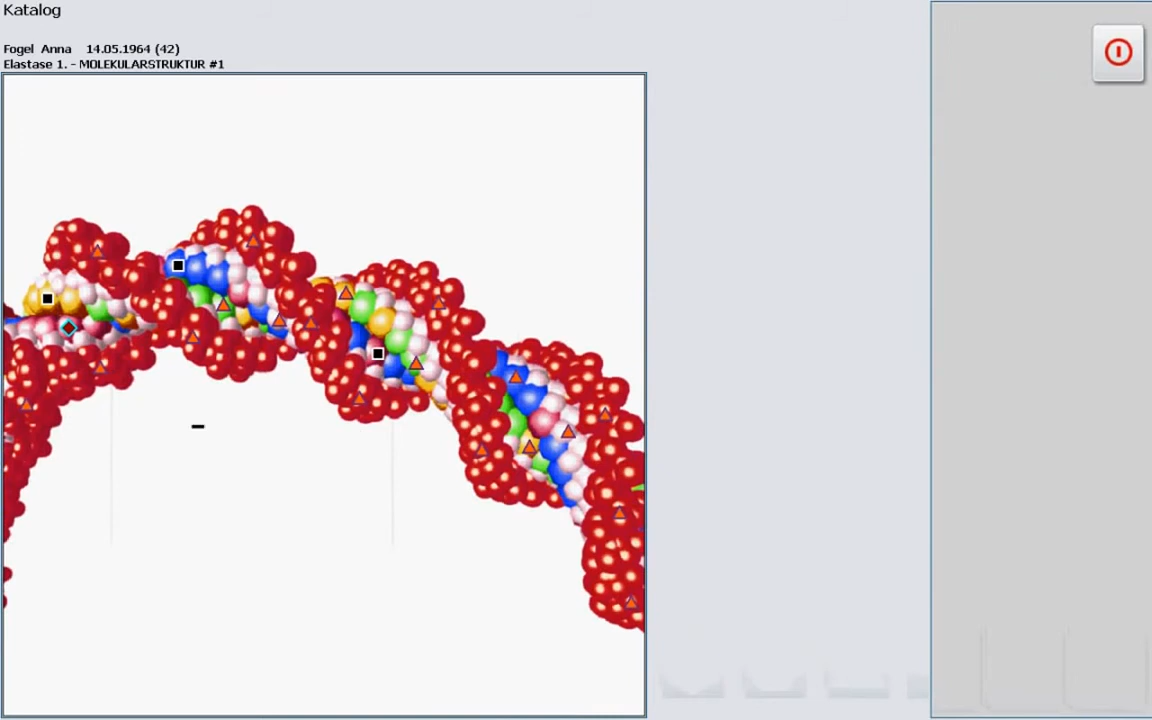 Katalog
Fogel Anna 14.05.1964 (42)
Elastase 1. - MOLEKULARSTRUKTUR #1